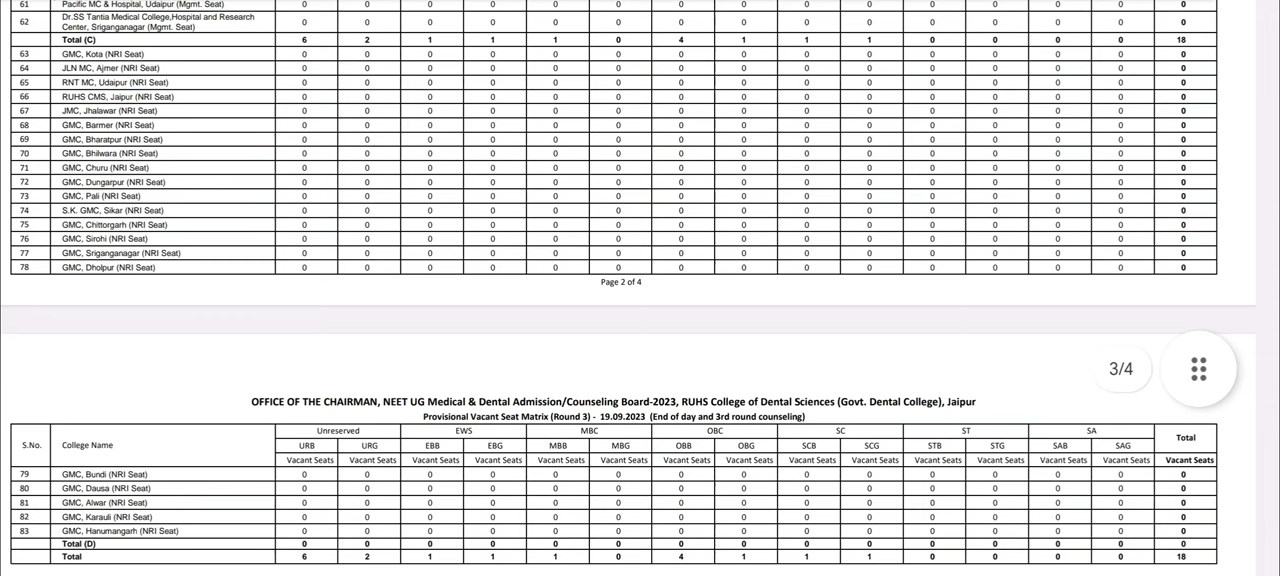 61 Pacific MC & Hospital, Udaipur (Mgmt. Seat) 0 0 0 0 0 0 0 0 0 0 0 0 0 0 0
62 Dr.SS Tantia Medical College,Hospital and Research Center, Sriganganagar (Mgmt. Seat) 0 0 0 0 0 0 0 0 0 0 0 0 0 0 0
Total (C) 6 2 1 1 1 0 4 1 1 1 0 0 0 0 18
63 GMC, Kota (NRI Seat) 0 0 0 0 0 0 0 0 0 0 0 0 0 0 0
64 JLN MC, Ajmer (NRI Seat) 0 0 0 0 0 0 0 0 0 0 0 0 0 0 0
65 RNT MC, Udaipur (NRI Seat) 0 0 0 0 0 0 0 0 0 0 0 0 0 0 0
66 RUHS CMS, Jaipur (NRI Seat) 0 0 0 0 0 0 0 0 0 0 0 0 0 0 0
67 JMC, Jhalawar (NRI Seat) 0 0 0 0 0 0 0 0 0 0 0 0 0 0 0
68 GMC, Barmer (NRI Seat) 0 0 0 0 0 0 0 0 0 0 0 0 0 0 0
69 GMC, Bharatpur (NRI Seat) 0 0 0 0 0 0 0 0 0 0 0 0 0 0 0
70 GMC, Bhilwara (NRI Seat) 0 0 0 0 0 0 0 0 0 0 0 0 0 0 0
71 GMC, Churu (NRI Seat) 0 0 0 0 0 0 0 0 0 0 0 0 0 0 0
72 GMC, Dungarpur (NRI Seat) 0 0 0 0 0 0 0 0 0 0 0 0 0 0 0
73 GMC, Pali (NRI Seat) 0 0 0 0 0 0 0 0 0 0 0 0 0 0 0
74 S.K. GMC, Sikar (NRI Seat) 0 0 0 0 0 0 0 0 0 0 0 0 0 0 0
75 GMC, Chittorgarh (NRI Seat) 0 0 0 0 0 0 0 0 0 0 0 0 0 0 0
76 GMC, Sirohi (NRI Seat) 0 0 0 0 0 0 0 0 0 0 0 0 0 0 0
77 GMC, Sriganganagar (NRI Seat) 0 0 0 0 0 0 0 0 0 0 0 0 0 0 0
78 GMC, Dholpur (NRI Seat) 0 0 0 0 0 0 0 0 0 0 0 0 0 0 0
Page 2 of 4
3/4
OFFICE OF THE CHAIRMAN, NEET UG Medical & Dental Admission/Counseling Board-2023, RUHS College of Dental Sciences (Govt. Dental College), Jaipur
Provisional Vacant Seat Matrix (Round 3) - 19.09.2023 (End of day and 3rd round counseling)
S.No. College Name Unreserved EWS MBC OBC SC ST SA Total
URB URG EBB EBG MBB MBG OBB OBG SCB SCG STB STG SAB SAG
Vacant Seats Vacant Seats Vacant Seats Vacant Seats Vacant Seats Vacant Seats Vacant Seats Vacant Seats Vacant Seats Vacant Seats Vacant Seats Vacant Seats Vacant Seats Vacant Seats Vacant Seats
79 GMC, Bundi (NRI Seat) 0 0 0 0 0 0 0 0 0 0 0 0 0 0 0
80 GMC, Dausa (NRI Seat) 0 0 0 0 0 0 0 0 0 0 0 0 0 0 0
81 GMC, Alwar (NRI Seat) 0 0 0 0 0 0 0 0 0 0 0 0 0 0 0
82 GMC, Karauli (NRI Seat) 0 0 0 0 0 0 0 0 0 0 0 0 0 0 0
83 GMC, Hanumangarh (NRI Seat) 0 0 0 0 0 0 0 0 0 0 0 0 0 0 0
Total (D) 0 0 0 0 0 0 0 0 0 0 0 0 0 0 0
Total 6 2 1 1 1 0 4 1 1 1 0 0 0 0 18